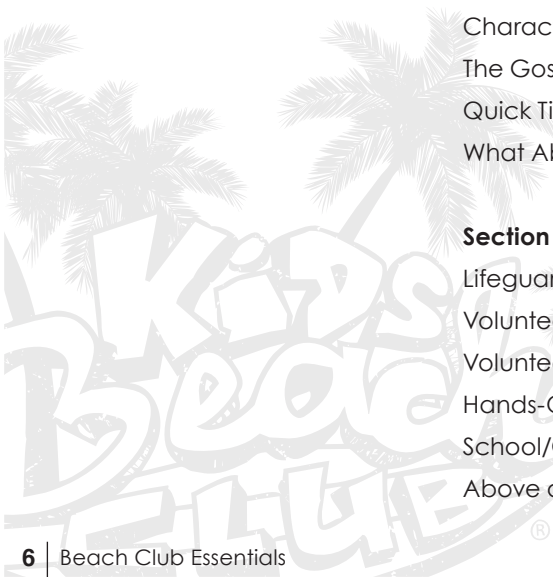 Charac
The Gos
Quick Ti
What Ab
Section
Lifeguar
Volunte
Volunte
Hands-O
School/
Above a
KiDS
Beach
CLUB
®
6 | Beach Club Essentials